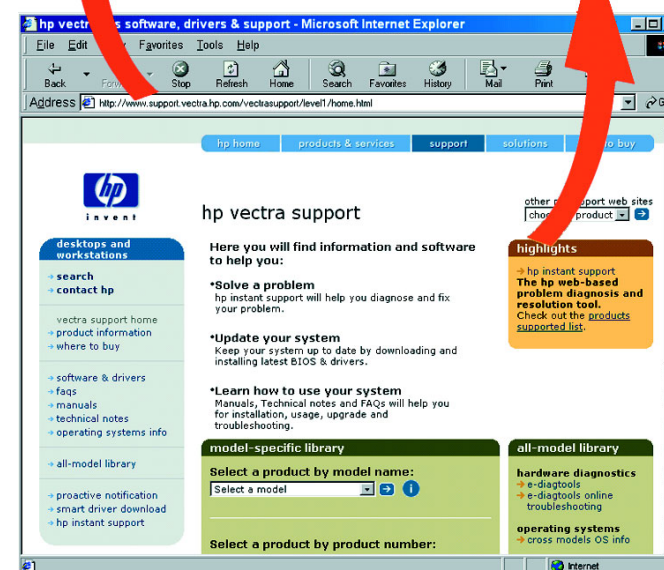 hp vectra software, drivers & support - Microsoft Internet Explorer
File Edit Favorites Tools Help
Back Stop Refresh Home Search Favorites History Mail Print
Address http://www.support.vectra.hp.com/vectrasupport/level1/home.html
hp home products & services support solutions to buy
hp
invent
hp vectra support
other support web sites
product
desktops and
workstations
search
contact hp
vectra support home
product information
where to buy
software & drivers
faqs
manuals
technical notes
operating systems info
all-model library
proactive notification
smart driver download
hp instant support
Here you will find information and software
to help you:
•Solve a problem
hp instant support will help you diagnose and fix
your problem.
•Update your system
Keep your system up to date by downloading and
installing latest BIOS & drivers.
•Learn how to use your system
Manuals, Technical notes and FAQs will help you
for installation, usage, upgrade and
troubleshooting.
highlights
hp instant support
The hp web-based
problem diagnosis and
resolution tool.
Check out the products
supported list.
model-specific library
Select a product by model name:
Select a model
Select a product by product number:
all-model library
hardware diagnostics
e-diagtools
e-diagtools online
troubleshooting
operating systems
cross models OS info
Internet